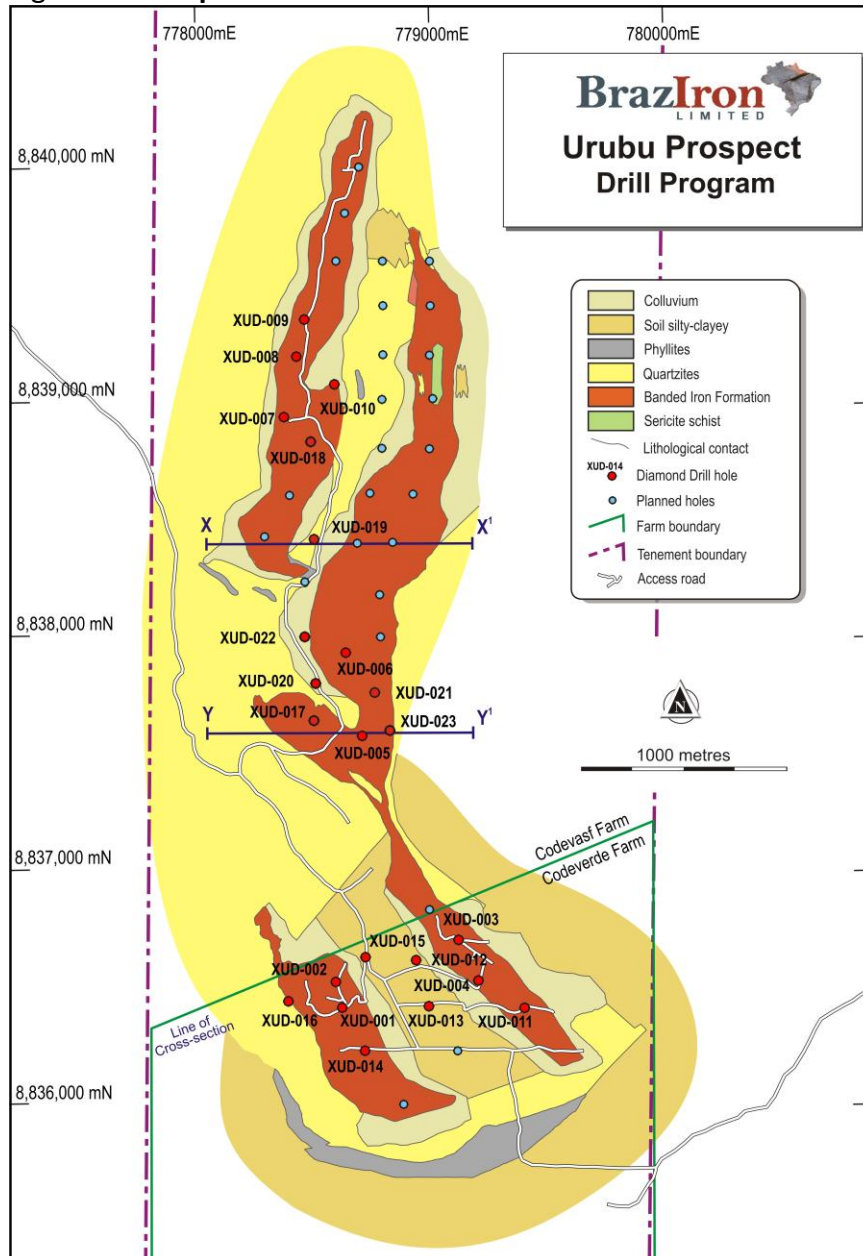 778000mE
779000mE
780000mE
BrazIron
LIMITED
Urubu Prospect
Drill Program
8,840,000 mN
8,839,000 mN
8,838,000 mN
8,837,000 mN
8,836,000 mN
Colluvium
Soil silty-clayey
Phyllites
Quartzites
Banded Iron Formation
Sericite schist
Lithological contact
XUD-014
Diamond Drill hole
Planned holes
Farm boundary
Tenement boundary
Access road
XUD-009
XUD-008
XUD-010
XUD-007
XUD-018
X
XUD-019
X¹
XUD-022
XUD-006
XUD-020
XUD-021
XUD-017
XUD-023
Y
Y¹
XUD-005
N
1000 metres
Codevasf Farm
Codeverde Farm
XUD-003
XUD-015
XUD-012
XUD-002
XUD-004
XUD-016
XUD-001
XUD-013
XUD-011
Line of
Cross-section
XUD-014